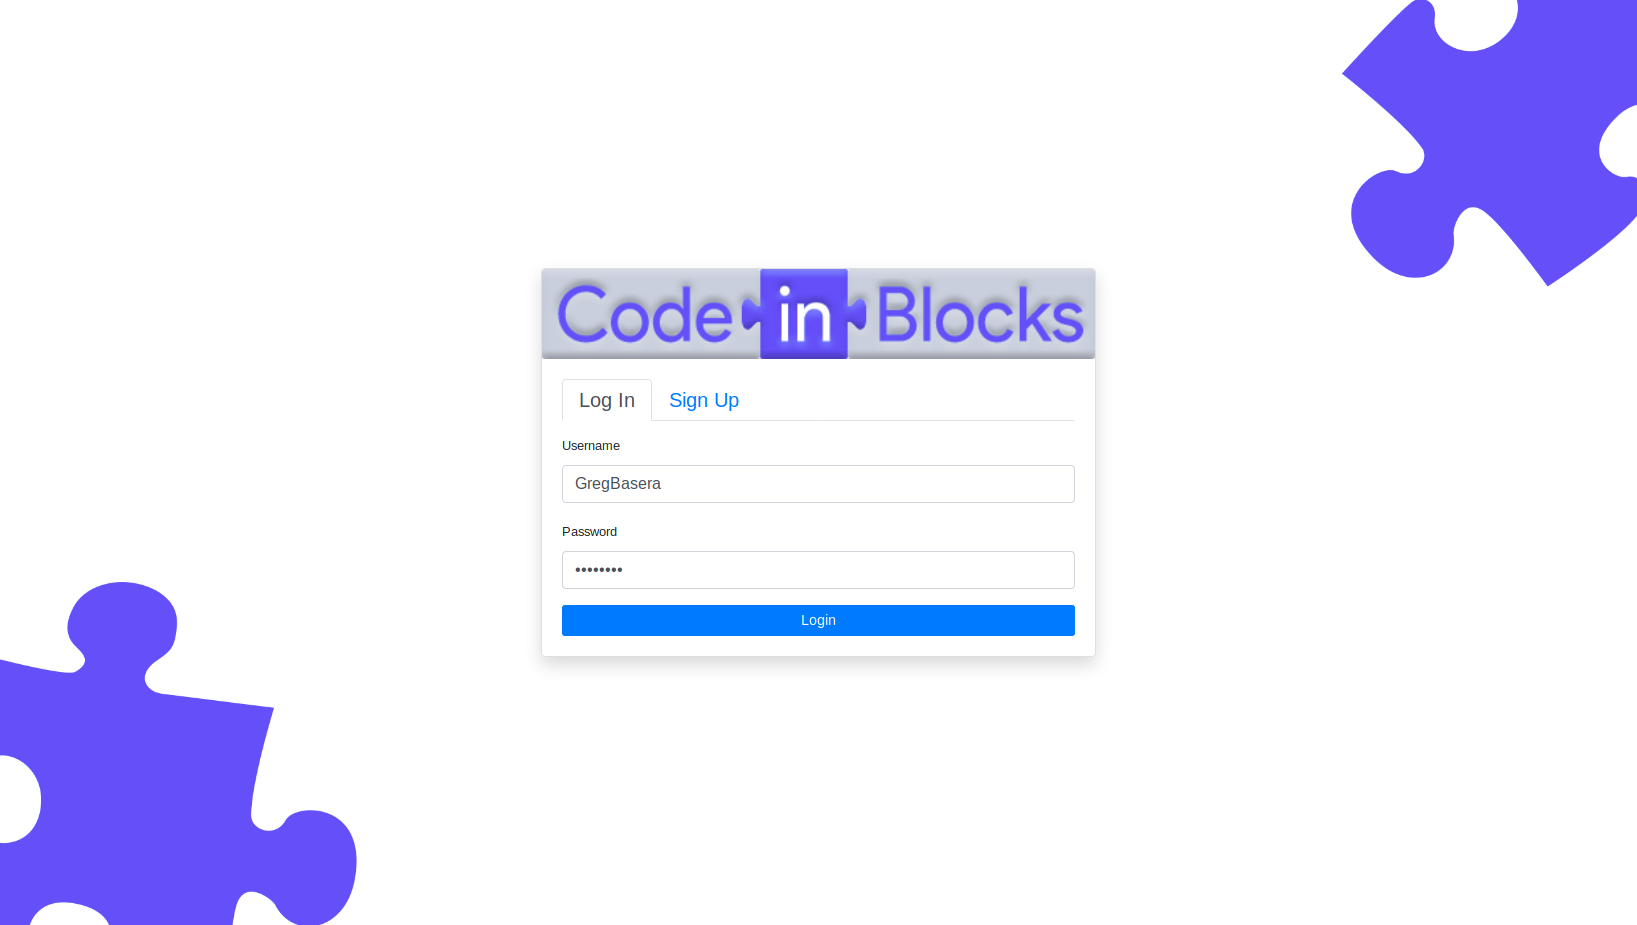 Code in Blocks
Log In Sign Up
Username
GregBasera
Password
••••••••
Login